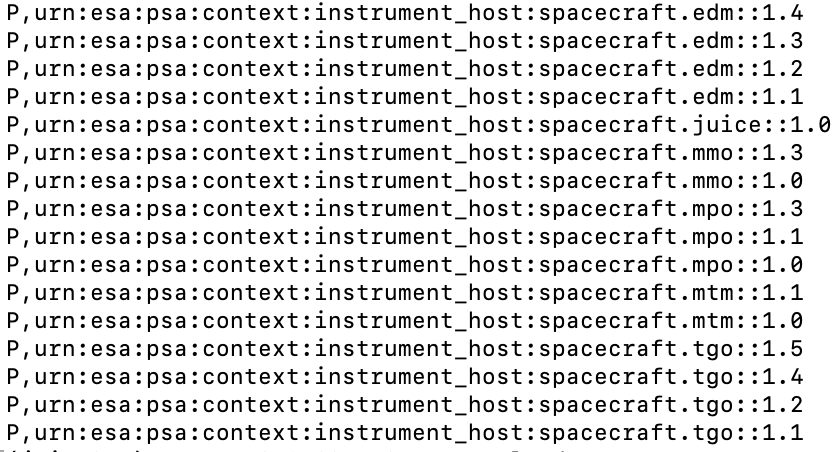 P,urn:esa:psa:context:instrument_host:spacecraft.edm::1.4
P,urn:esa:psa:context:instrument_host:spacecraft.edm::1.3
P,urn:esa:psa:context:instrument_host:spacecraft.edm::1.2
P,urn:esa:psa:context:instrument_host:spacecraft.edm::1.1
P,urn:esa:psa:context:instrument_host:spacecraft.juice::1.0
P,urn:esa:psa:context:instrument_host:spacecraft.mmo::1.3
P,urn:esa:psa:context:instrument_host:spacecraft.mmo::1.0
P,urn:esa:psa:context:instrument_host:spacecraft.mpo::1.3
P,urn:esa:psa:context:instrument_host:spacecraft.mpo::1.1
P,urn:esa:psa:context:instrument_host:spacecraft.mpo::1.0
P,urn:esa:psa:context:instrument_host:spacecraft.mtm::1.1
P,urn:esa:psa:context:instrument_host:spacecraft.mtm::1.0
P,urn:esa:psa:context:instrument_host:spacecraft.tgo::1.5
P,urn:esa:psa:context:instrument_host:spacecraft.tgo::1.4
P,urn:esa:psa:context:instrument_host:spacecraft.tgo::1.2
P,urn:esa:psa:context:instrument_host:spacecraft.tgo::1.1